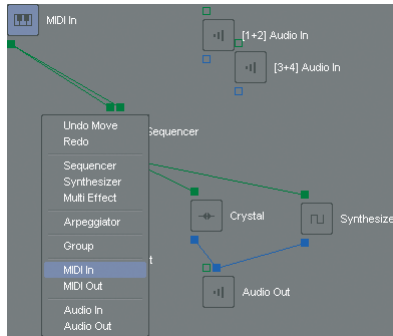 MIDI In
[1+2] Audio In
[3+4] Audio In
Undo Move
Redo
Sequencer
Sequencer
Synthesizer
Multi Effect
Arpeggiator
Group
MIDI In
MIDI Out
Audio In
Audio Out
Crystal
Synthesize
t
Audio Out